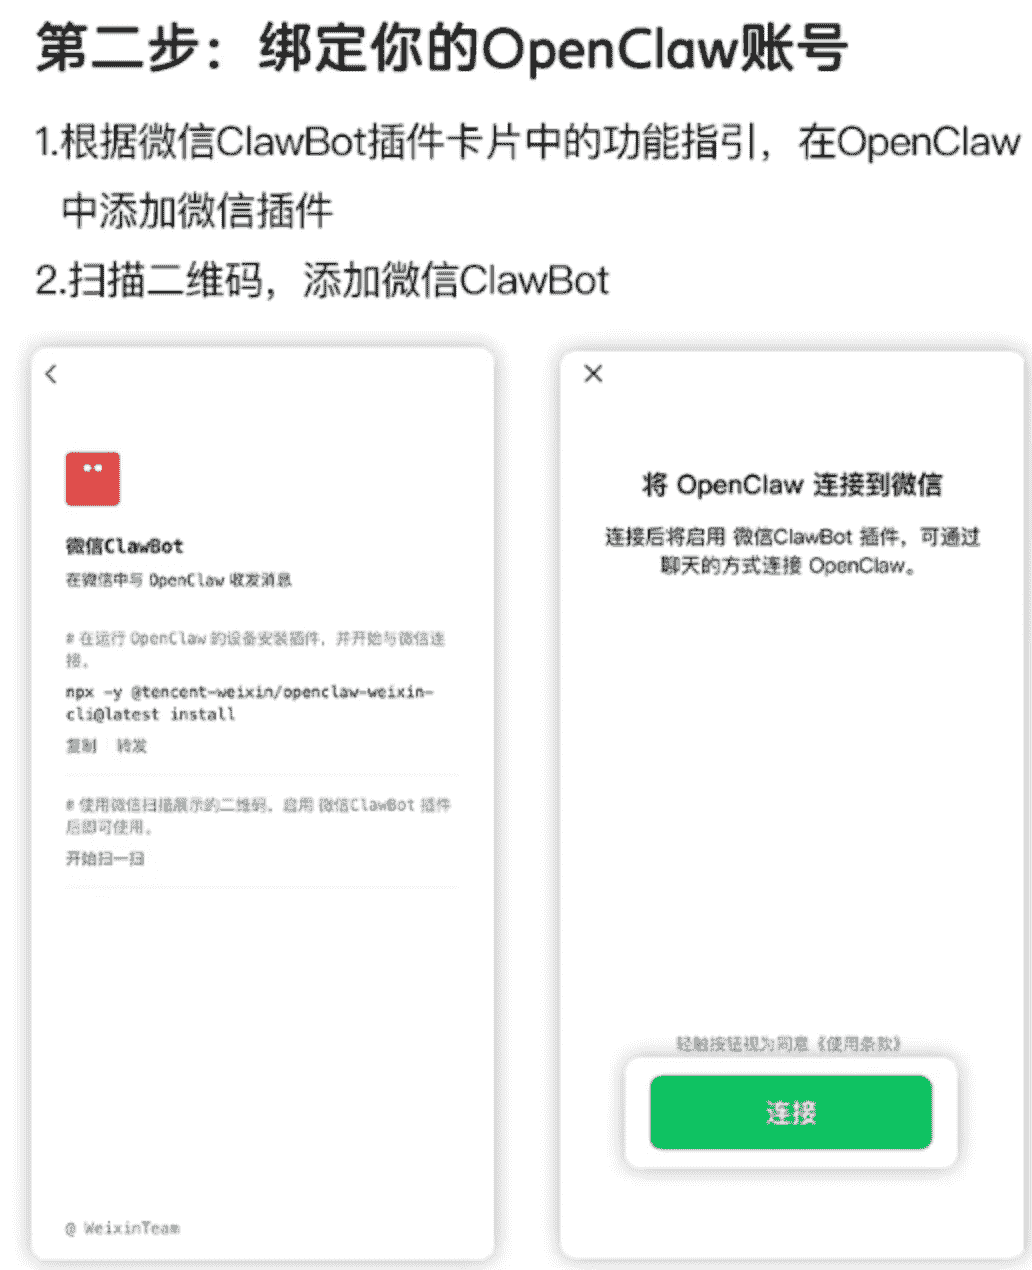 第二步：绑定你的OpenClaw账号
1.根据微信ClawBot插件卡片中的功能指引，在OpenClaw
中添加微信插件
2.扫描二维码，添加微信ClawBot
微信ClawBot
在微信中与 OpenClaw 收发消息
# 在运行 OpenClaw 的设备安装插件，并开始与微信连
接。
npx -y @tencent-weixin/openclaw-weixin-
cli@latest install
复制 转发
# 使用微信扫描展示的二维码，启用 微信ClawBot 插件
后即可使用。
开始扫一扫
@ WeixinTeam
将 OpenClaw 连接到微信
连接后将启用 微信ClawBot 插件，可通过
聊天的方式连接 OpenClaw。
轻触按钮视为同意《使用条款》
连接